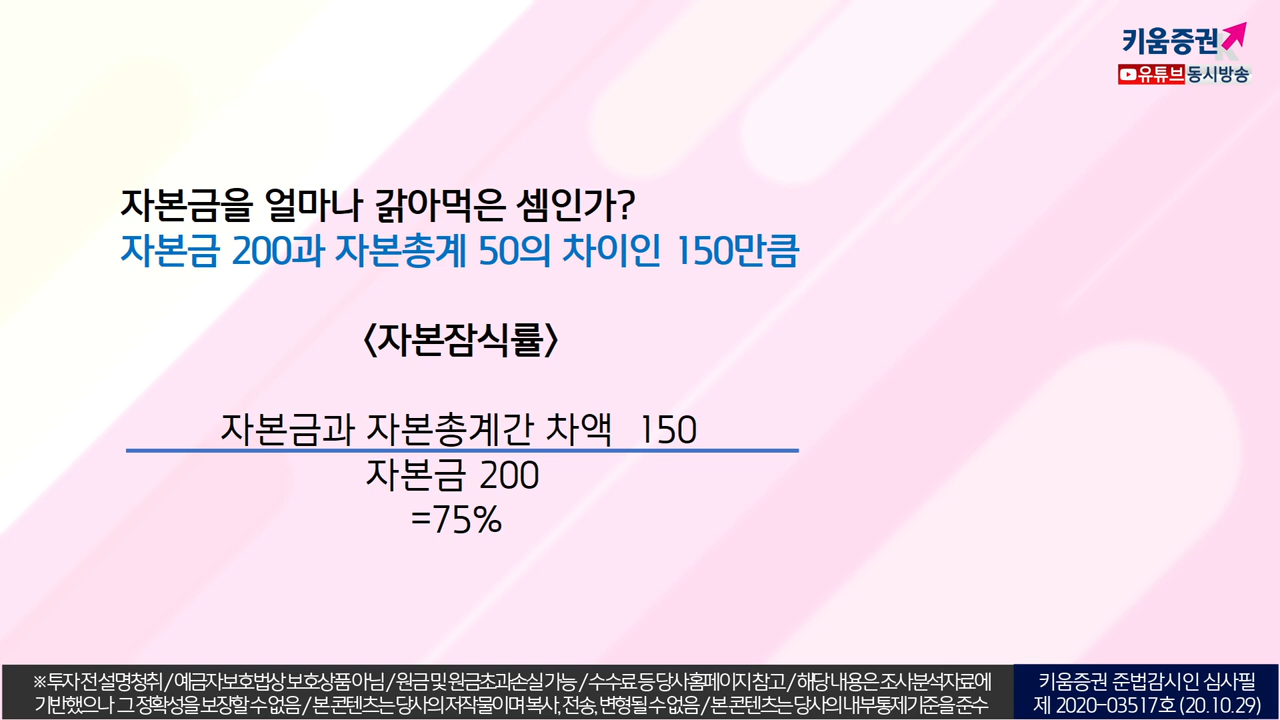 키움증권
유튜브 동시방송
자본금을 얼마나 갉아먹은 셈인가?
자본금 200과 자본총계 50의 차이인 150만큼
<자본잠식률>
자본금과 자본총계간 차액 150
자본금 200
=75%
※ 투자 전 설명청취 / 예금자보호법상 보호상품 아님 / 원금 및 원금초과손실 가능 / 수수료 등 당사홈페이지 참고 / 해당 내용은 조사분석자료에
기반했으나 그 정확성을 보장할 수 없음 / 본 콘텐츠는 당사의 저작물이며 복사, 전송, 변형될 수 없음 / 본 콘텐츠는 당사의 내부통제기준을 준수
키움증권 준법감시인 심사필
제 2020-03517호 (20.10.29)